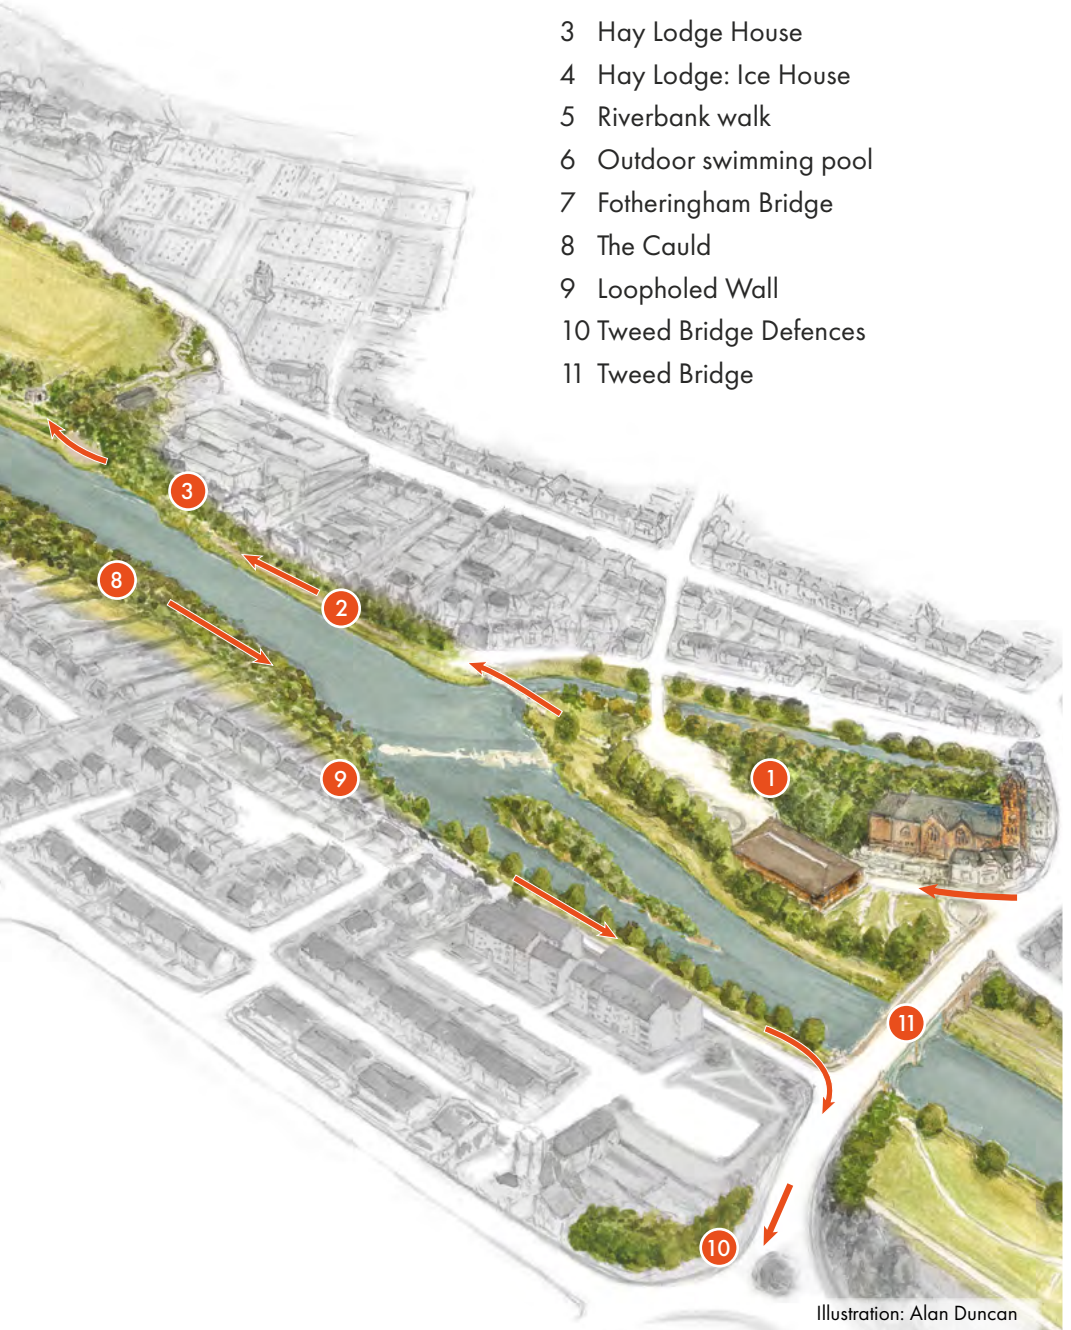 3 Hay Lodge House
4 Hay Lodge: Ice House
5 Riverbank walk
6 Outdoor swimming pool
7 Fotheringham Bridge
8 The Cauld
9 Loopholed Wall
10 Tweed Bridge Defences
11 Tweed Bridge
3
8
2
9
1
11
10
Illustration: Alan Duncan